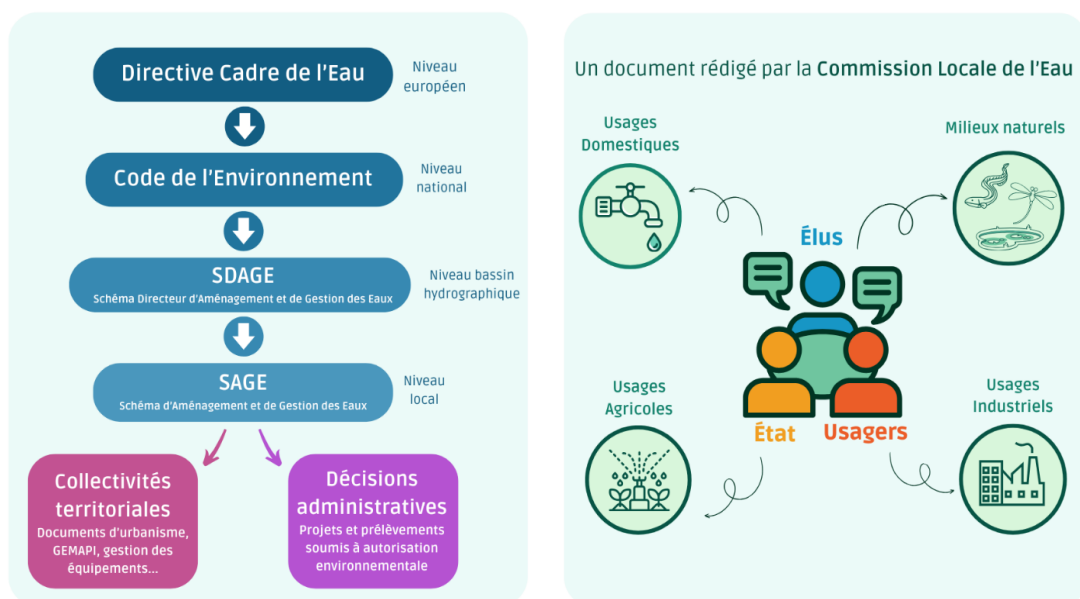 Directive Cadre de l'Eau
Niveau
européen
Code de l'Environnement
Niveau
national
SDAGE
Schéma Directeur d'Aménagement et de Gestion des Eaux
Niveau bassin
hydrographique
SAGE
Schéma d'Aménagement et de Gestion des Eaux
Niveau
local
Collectivités
territoriales
Documents d'urbanisme,
GEMAPI, gestion des
équipements...
Décisions
administratives
Projets et prélèvements
soumis à autorisation
environnementale
Un document rédigé par la Commission Locale de l'Eau
Usages
Domestiques
Milieux naturels
Élus
État
Usagers
Usages
Agricoles
Usages
Industriels